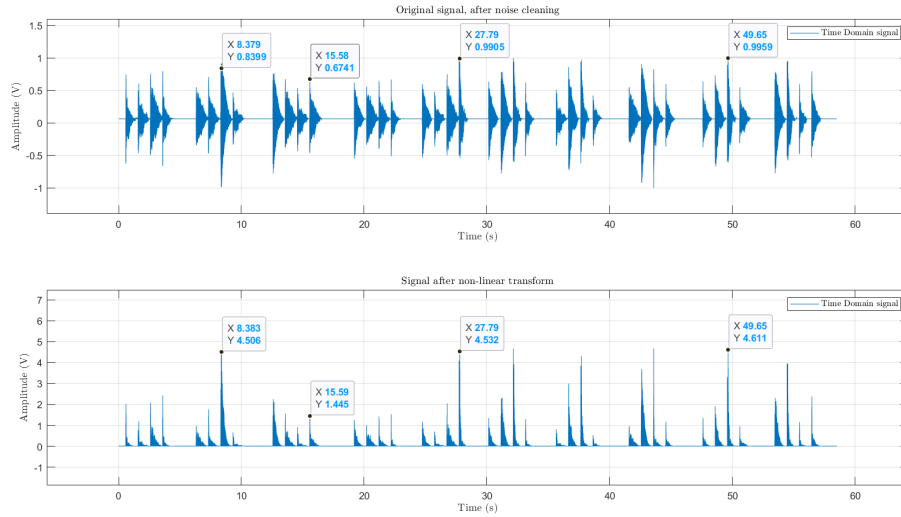 Original signal, after noise cleaning
Time Domain signal
X 8.379
Y 0.8399
X 15.58
Y 0.6741
X 27.79
Y 0.9905
X 49.65
Y 0.9959
1.5
1
0.5
0
-0.5
-1
Amplitude (V)
0 10 20 30 40 50 60
Time (s)
Signal after non-linear transform
Time Domain signal
X 8.383
Y 4.506
X 15.59
Y 1.445
X 27.79
Y 4.532
X 49.65
Y 4.611
7
6
5
4
3
2
1
0
-1
Amplitude (V)
0 10 20 30 40 50 60
Time (s)